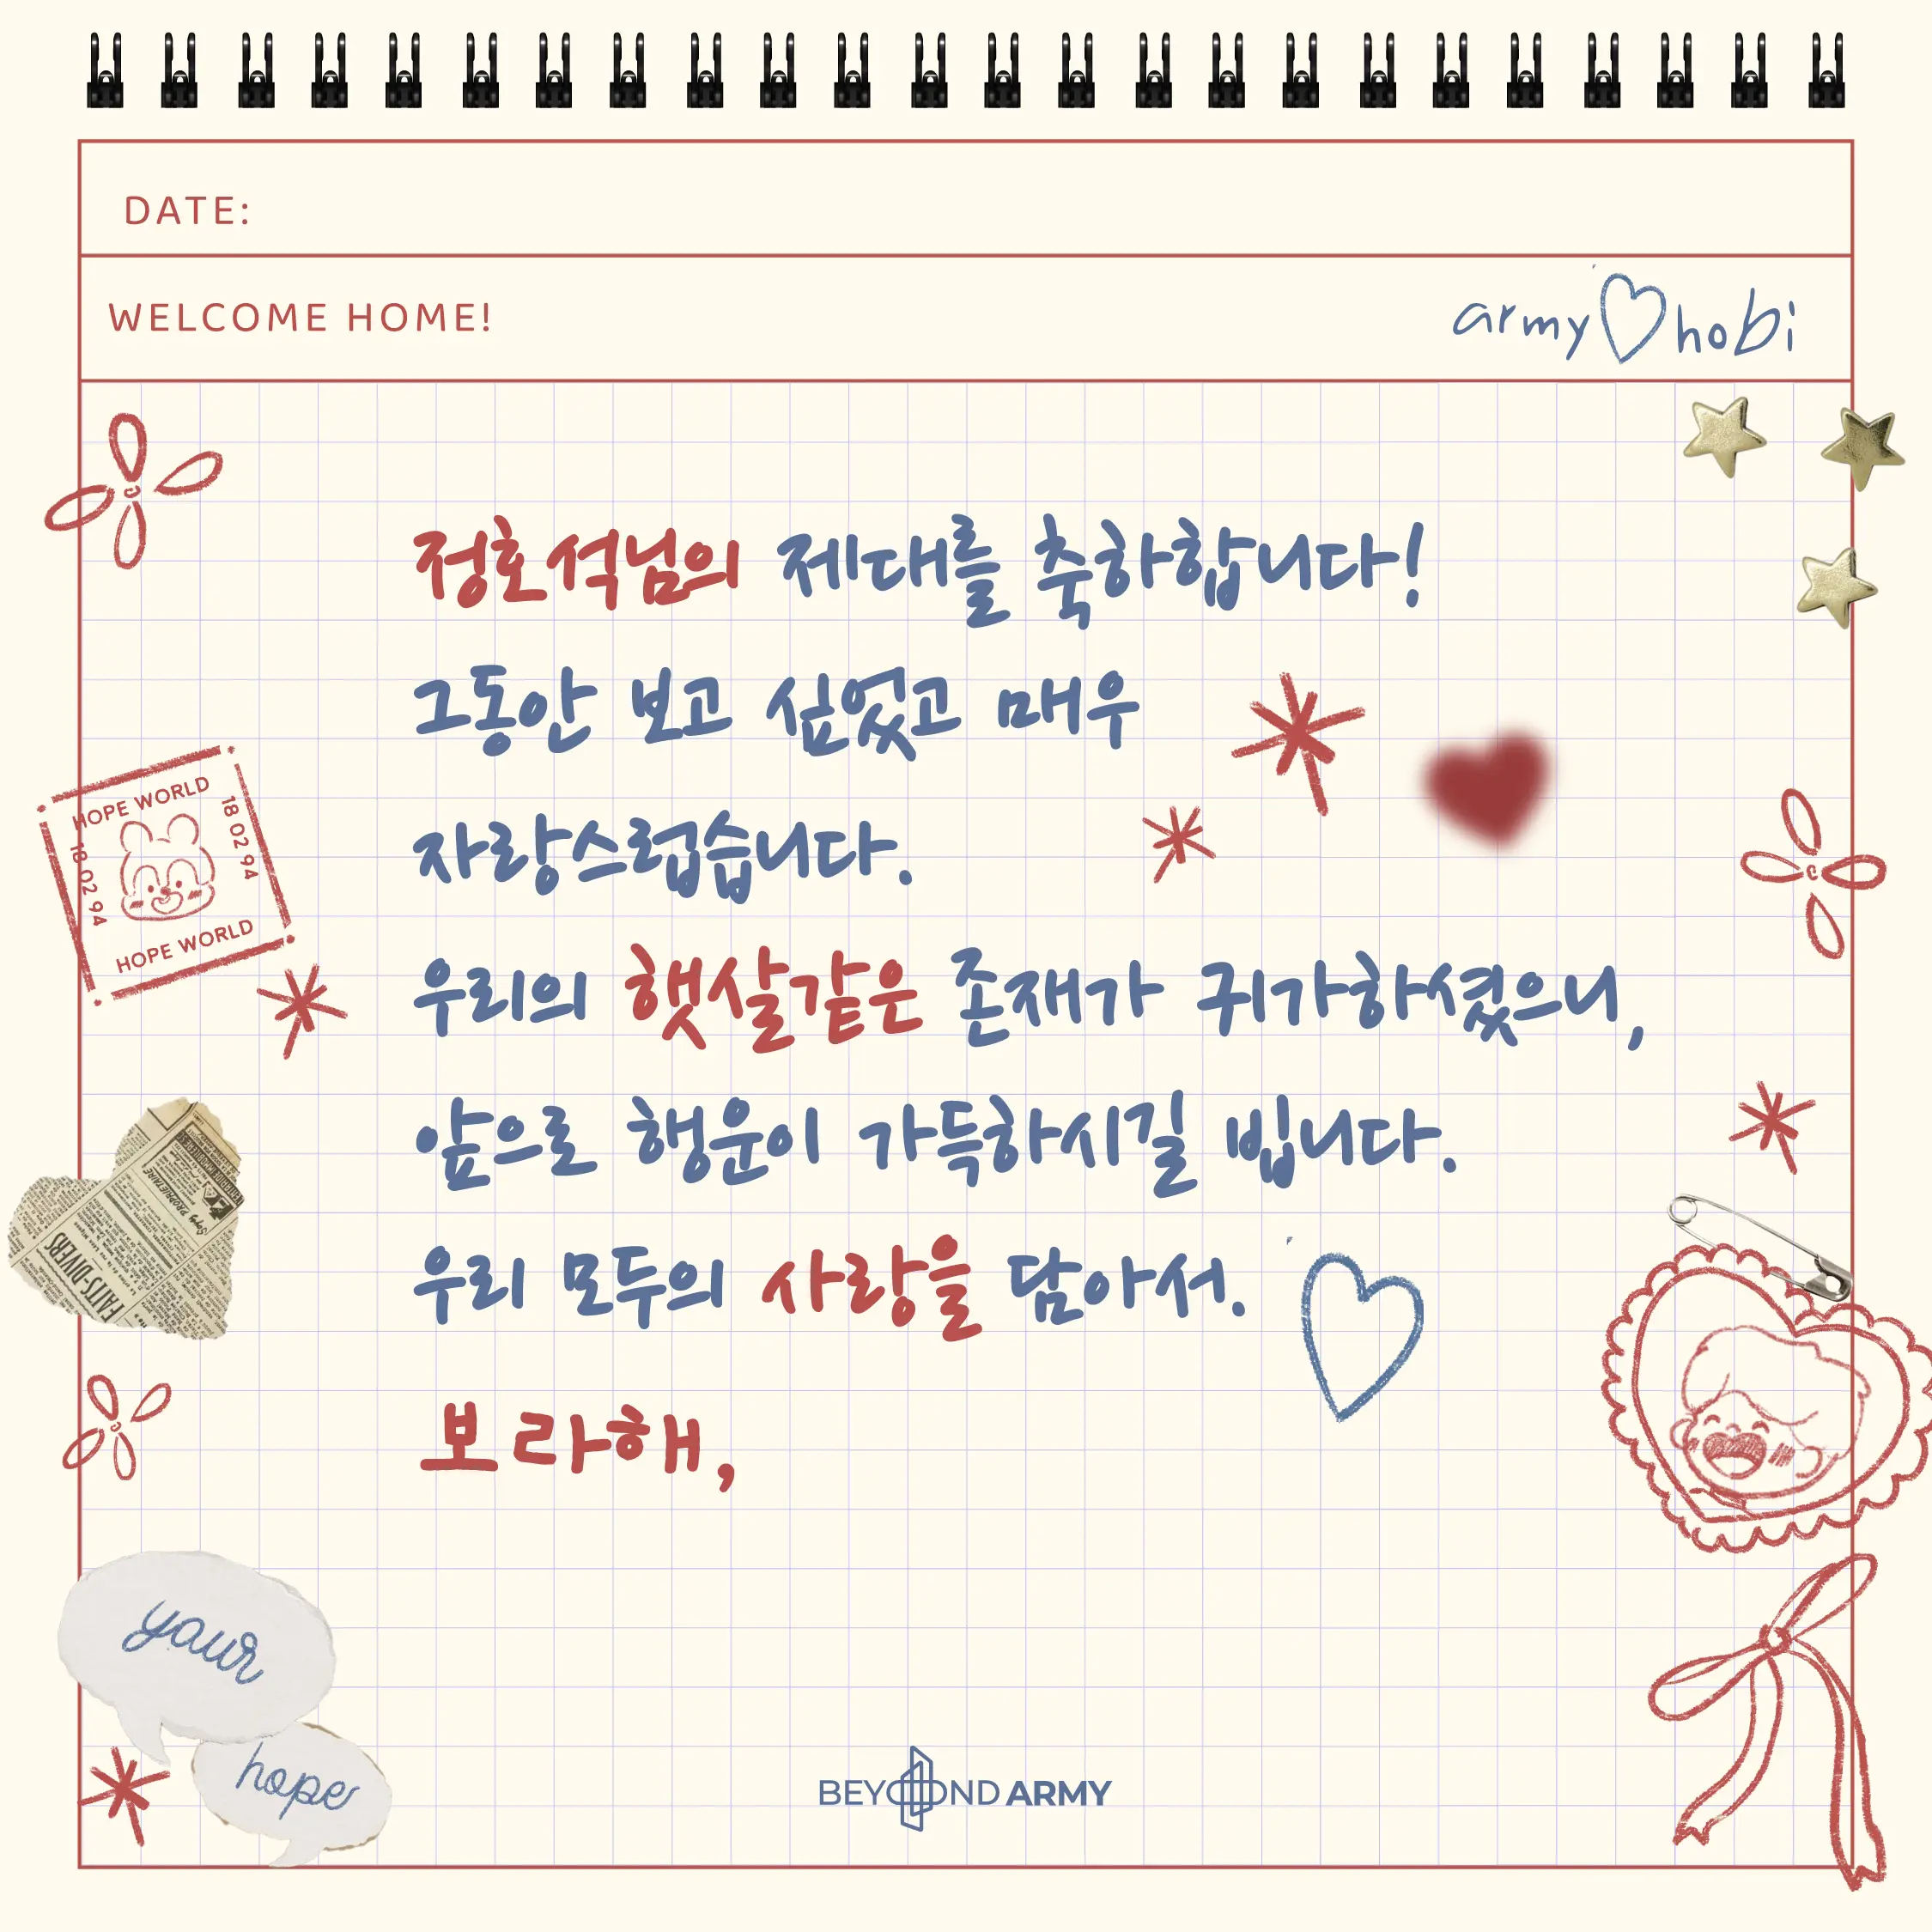 DATE:
WELCOME HOME!
army hobi
정호석님의 제대를 축하합니다!
그동안 보고 싶었고 매우
자랑스럽습니다.
우리의 햇살같은 존재가 귀가하셨으니,
앞으로 행운이 가득하시길 빕니다.
우리 모두의 사랑을 담아서.
보라해,
HOPE WORLD
18 02 94
18 02 94
HOPE WORLD
FAITS-DIVERS
your
hope
BEYOND ARMY